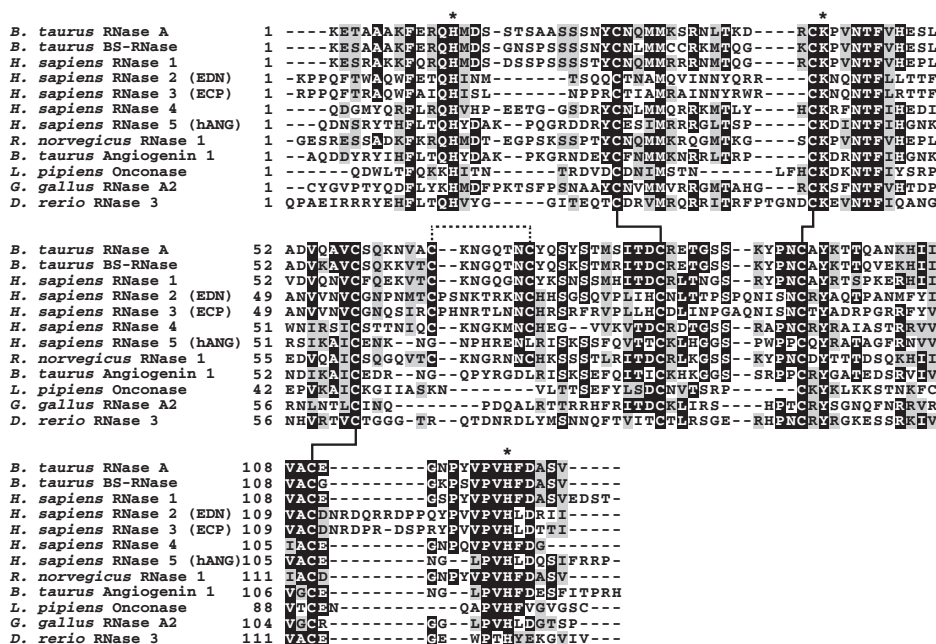 * *
B. taurus RNase A 1 ----KETAAAKFERQHMDS-STSAASSSNYCNQMMKSRNLTKD----RCKPVNTFVHESL
B. taurus BS-RNase 1 ----KESAAAKFERQHMDS-GNSPSSSSNYCNLMMCCRKMTQG----KCKPVNTFVHESL
H. sapiens RNase 1 1 ----KESRAKKFQRQHMDS-DSSPSSSSTYCNQMMRRRNMTQG----RCKPVNTFVHEPL
H. sapiens RNase 2 (EDN) 1 --KPPQFTWAQWFETQHINM------TSQQCTNAMQVINNYQRR----CKNQNTFLLTTF
H. sapiens RNase 3 (ECP) 1 --RPPQFTRAQWFAIQHISL------NPPRCTIAMRAINNYRWR----CKNQNTFLRTTF
H. sapiens RNase 4 1 ---QDGMYQRFLRQHVHP-EETGGSDRYCNLMMQRRKMTLY-----HCKRFNTFIHEDI
H. sapiens RNase 5 (hANG) 1 ---QDNSRYTHFLTQHYDAK-PQGRDDRYCESIMRRRGLTSP-----CKDINTFIHGNK
R. norvegicus RNase 1 1 -GESRESSADKFKRQHMDT-EGPSKSSPTYCNQMMKRQGMTKG----SCKPVNTFVHEPL
B. taurus Angiogenin 1 1 --AQDDYRYIHFLTQHYDAK-PKGRNDEYCFNMMKNRRLTRP-----CKDRNTFIHGNK
L. pipiens Onconase 1 ----QDWLTFQKKHITN------TRDVDCDNIMSTN-----LFHCKDKNTFIYSRP
G. gallus RNase A2 1 --CYGVPTYQDFLYKHMDFPKTSFPSNAAYCNVMMVRRGMTAHG---RCKSFNTFVHTDP
D. rerio RNase 3 1 QPAEIRRRYEHFLTQHVYG----GITEQTCDRVMRQRRITRFPTGNDCKEVNTFIQANG
B. taurus RNase A 52 ADVQAVCSQKNVAC--KNGQTNCYQSYSTMSITDCRETGSS--KYPNCAYKTTQANKHII
B. taurus BS-RNase 52 ADVKAVCSQKKVTC--KNGQTNCYQSKSTMRITDCRETGSS--KYPNCAYKTTQVEKHII
H. sapiens RNase 1 52 VDVQNVCFQEKVTC--KNGQGNCYKSNSSMHITDCRLTNGS--RYPNCAYRTSPKERHII
H. sapiens RNase 2 (EDN) 49 ANVVNVCGNPNMTCPSNKTRKNCHHSGSQVPLIHCNLTTPSPQNISNCRYAQTPANMFYI
H. sapiens RNase 3 (ECP) 49 ANVVNVCGNQSIRCPHNRTLNNCHRSRFRVPLLHCDLINPGAQNISNCTYADRPGRRFYI
H. sapiens RNase 4 52 WNIRSICSTTNIQC--KNGKMNCHEG--VVKVTDCRDTGSS--RAPNCRYRAIASTRRVV
H. sapiens RNase 5 (hANG) 51 RSIKAICENK--NG--NPHRENLRISKSSFQVTTCKLHGGS--PWPPCQYRATAGFRNVV
R. norvegicus RNase 1 55 EDVQAICSQGQVTC--KNGRNNCHKSSSTLRITDCRLKGSS--KYPNCDYTTTDSQKHII
B. taurus Angiogenin 1 52 NDIKAICEDR--NG--QPYRGDLRISKSEFQITICKHKGGS--SRPPCRYGATEDSRVIV
L. pipiens Onconase 42 EPVKAICKGIIASKN------VLTTSEFYLSDCNVTSRP----CKYKLKKSTNKFC
G. gallus RNase A2 56 RNLNTLCINQ------PDQALRTTRRHFRITDCKLIRS---HPTCRYSGNQFNRRVR
D. rerio RNase 3 56 NHVRTVCTGGG--TR--QTDNRDLYMSNNQFTVITCTLRSGE--RHPNCRYRGKESSRKIV
*
B. taurus RNase A 108 VACE---------GNPYVPVHFDASV-----
B. taurus BS-RNase 108 VACG---------GKPSVPVHFDASV-----
H. sapiens RNase 1 108 VACE---------GSPYVPVHFDASVEDST-
H. sapiens RNase 2 (EDN) 109 VACDNRDQRRDPPQYPVVPVHLDRII-----
H. sapiens RNase 3 (ECP) 109 VACDNRDPR-DSPRYPVVPVHLDTTI-----
H. sapiens RNase 4 105 IACE---------GNPQVPVHFDG-------
H. sapiens RNase 5 (hANG) 105 VACE---------NG--LPVHLDQSIFRRP-
R. norvegicus RNase 1 111 IACD---------GNPYVPVHFDASV-----
B. taurus Angiogenin 1 106 VGCE---------NG--LPVHFDESFITPRH
L. pipiens Onconase 88 VTCEN----------QAPVHFVGVGSC----
G. gallus RNase A2 104 VGCR---------GG--LPVHLDGTSP----
D. rerio RNase 3 111 VACE---------GE--WPTHYEKGVIV---